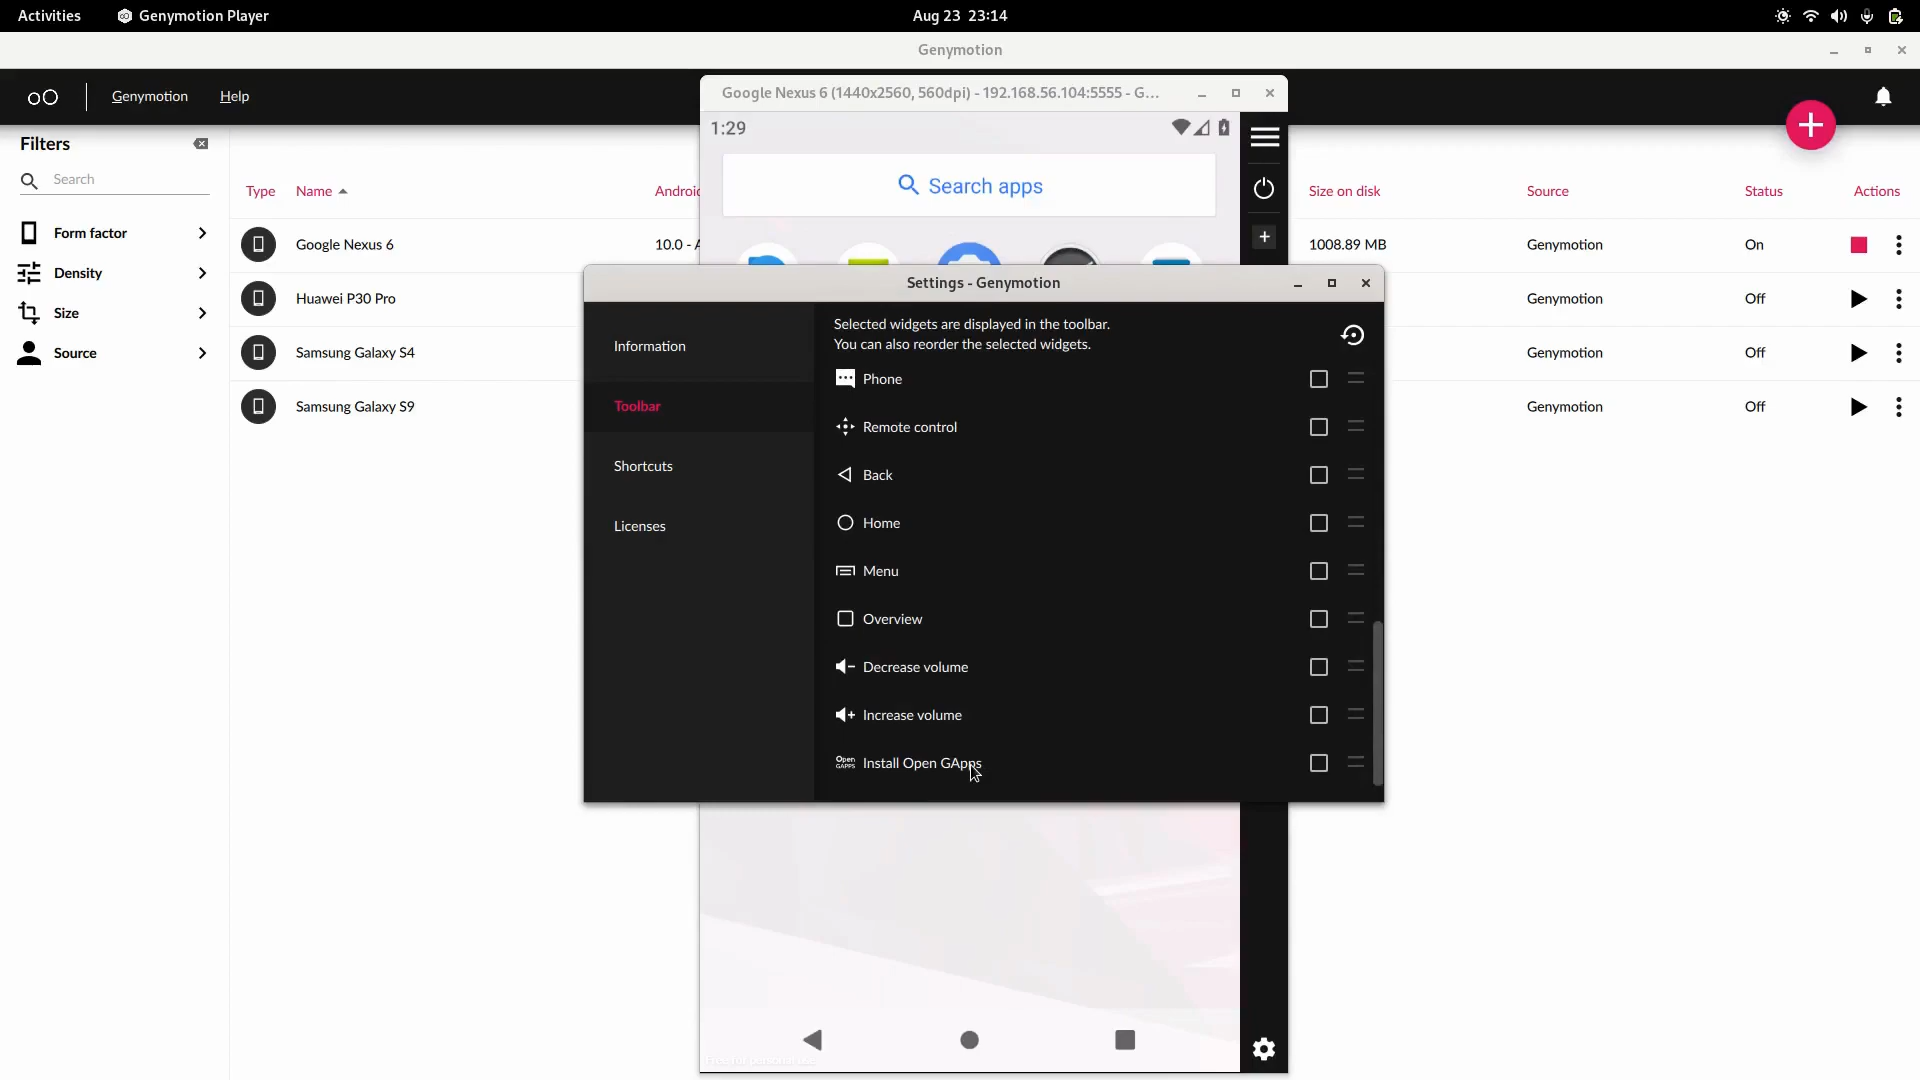 Activities
Genymotion Player
Aug 23 23:14
Genymotion
Genymotion
Help
Google Nexus 6 (1440x2560, 560dpi) - 192.168.56.104:5555 - G...
1:29
Search apps
Filters
Search
Form factor
Density
Size
Source
Type
Name
Android
Size on disk
Source
Status
Actions
Google Nexus 6
10.0 - A
1008.89 MB
Genymotion
On
Huawei P30 Pro
Genymotion
Off
Samsung Galaxy S4
Genymotion
Off
Samsung Galaxy S9
Genymotion
Off
Settings - Genymotion
Information
Toolbar
Shortcuts
Licenses
Selected widgets are displayed in the toolbar.
You can also reorder the selected widgets.
Phone
Remote control
Back
Home
Menu
Overview
Decrease volume
Increase volume
Open GAPPS
Install Open GApps